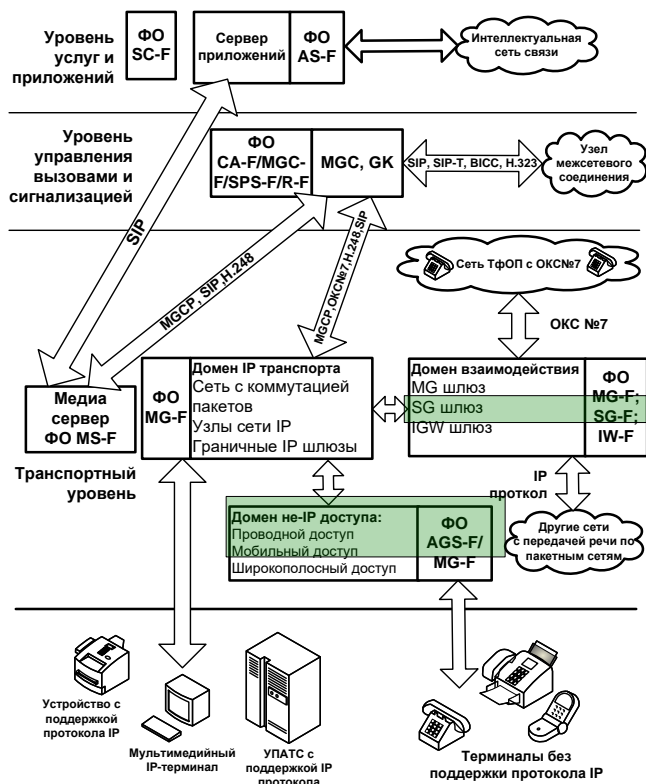 Уровень
услуг и
приложений
ФО
SC-F
Сервер
приложений
ФО
AS-F
Интеллектуальная
сеть связи
Уровень
управления
вызовами и
сигнализацией
ФО
CA-F/MGC-
F/SPS-F/R-F
MGC, GK
SIP, SIP-T, BICC, H.323
Узел
межсетевого
соединения
SIP
MGCP, SIP,H.248
MGCP,ОКС№7,H.248,SIP
Сеть ТфОП с ОКС№7
ОКС №7
Медиа
сервер
ФО MS-F
Транспортный
уровень
ФО
MG-F
Домен IP транспорта
Сеть с коммутацией
пакетов
Узлы сети IP
Граничные IP шлюзы
Домен взаимодействия
MG шлюз
SG шлюз
IGW шлюз
ФО
MG-F;
SG-F;
IW-F
IP
проткол
Домен не-IP доступа:
Проводной доступ
Мобильный доступ
Широкополосный доступ
ФО
AGS-F/
MG-F
Другие сети
с передачей речи по
пакетным сетям
Устройство с
поддержкой
протокола IP
Мультимедийный
IP-терминал
УПАТС с
поддержкой IP
протокола
Терминалы без
поддержки протокола IP